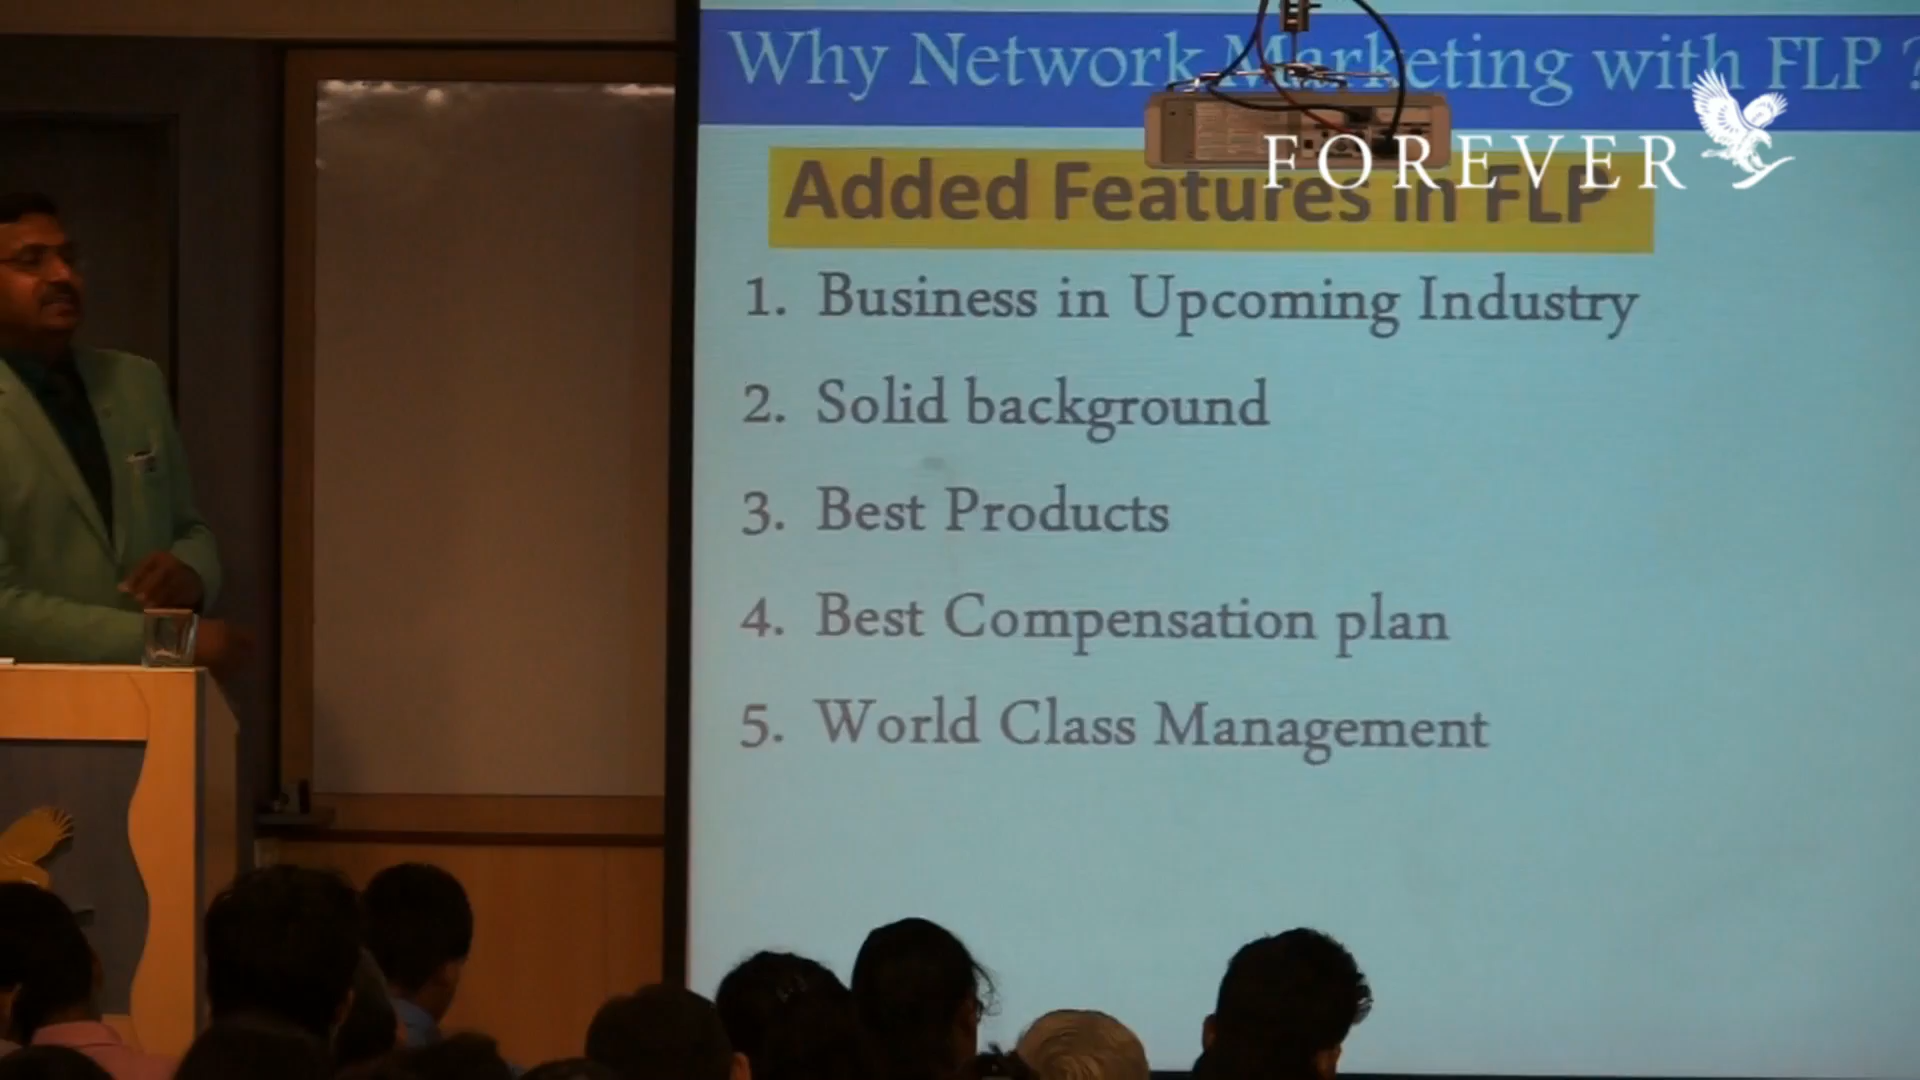 Why Network Marketing with FLP ?
FOREVER
Added Features in FLP
1. Business in Upcoming Industry
2. Solid background
3. Best Products
4. Best Compensation plan
5. World Class Management